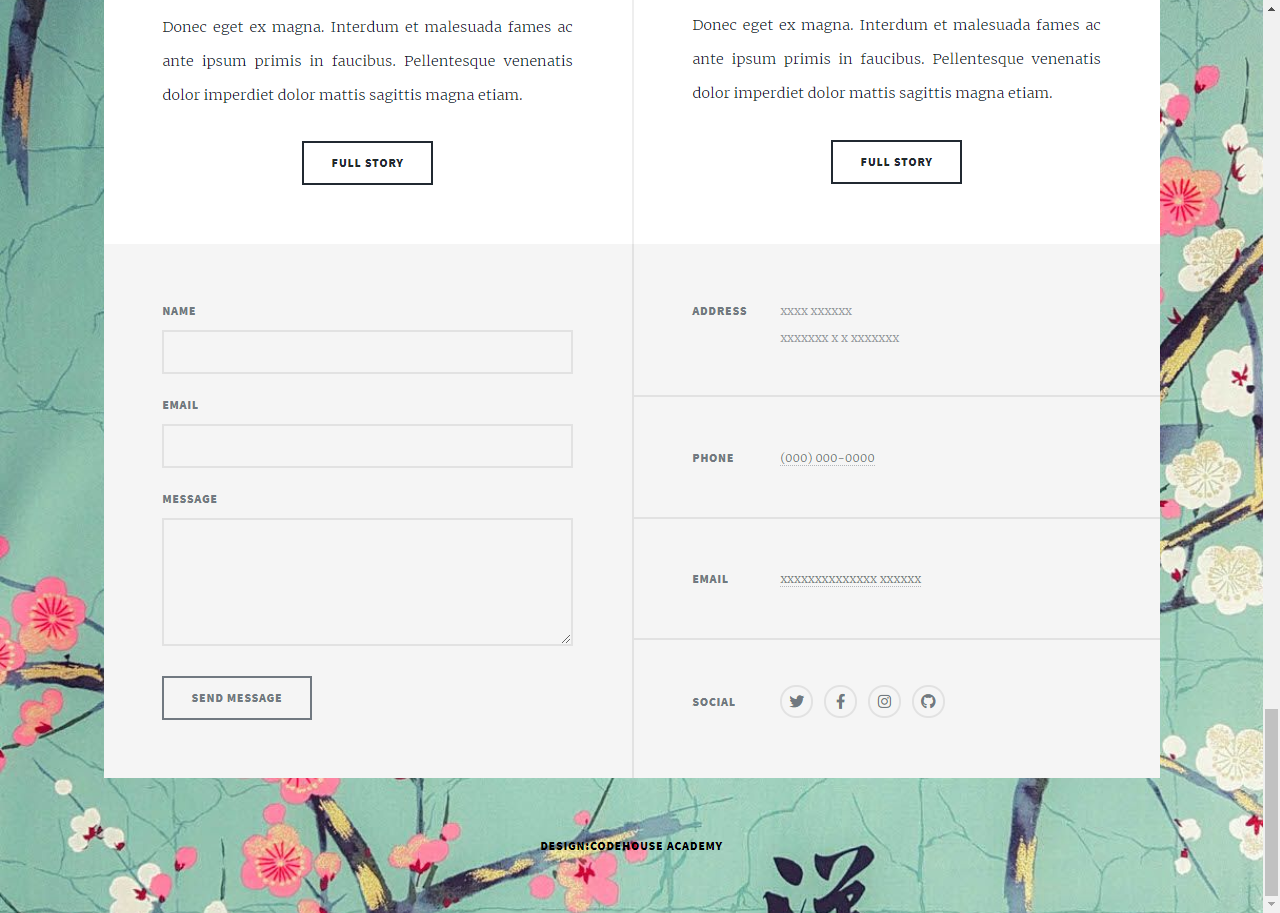 Donec eget ex magna. Interdum et malesuada fames ac
ante ipsum primis in faucibus. Pellentesque venenatis
dolor imperdiet dolor mattis sagittis magna etiam.
FULL STORY
Donec eget ex magna. Interdum et malesuada fames ac
ante ipsum primis in faucibus. Pellentesque venenatis
dolor imperdiet dolor mattis sagittis magna etiam.
FULL STORY
NAME
EMAIL
MESSAGE
SEND MESSAGE
ADDRESS xxxx xxxxxx
xxxxxxx x x xxxxxxx
PHONE (000) 000-0000
EMAIL xxxxxxxxxxxxxx xxxxxx
SOCIAL
DESIGN:CODEHOUSE ACADEMY